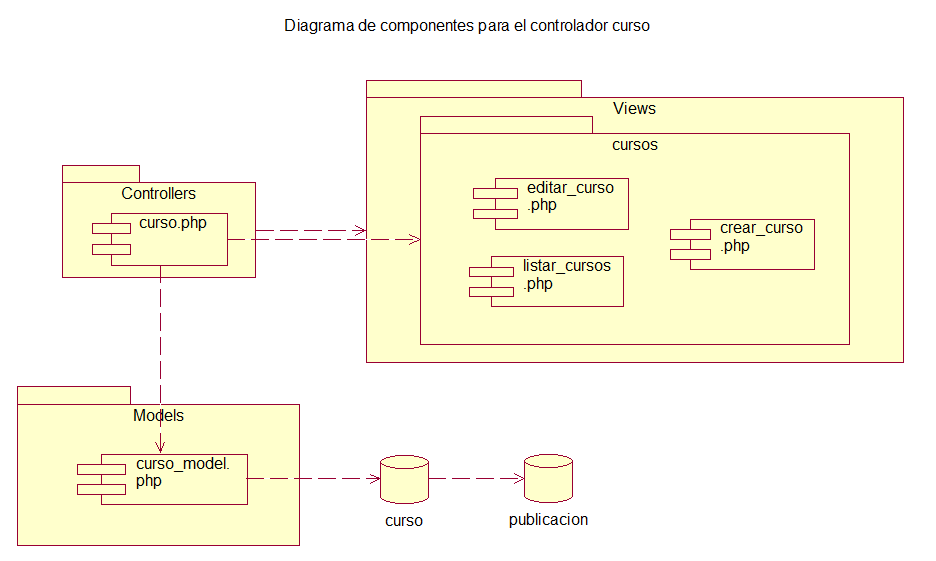 Diagrama de componentes para el controlador curso
Views
cursos
editar_curso
.php
crear_curso
.php
listar_cursos
.php
Controllers
curso.php
Models
curso_model.
php
curso
publicacion